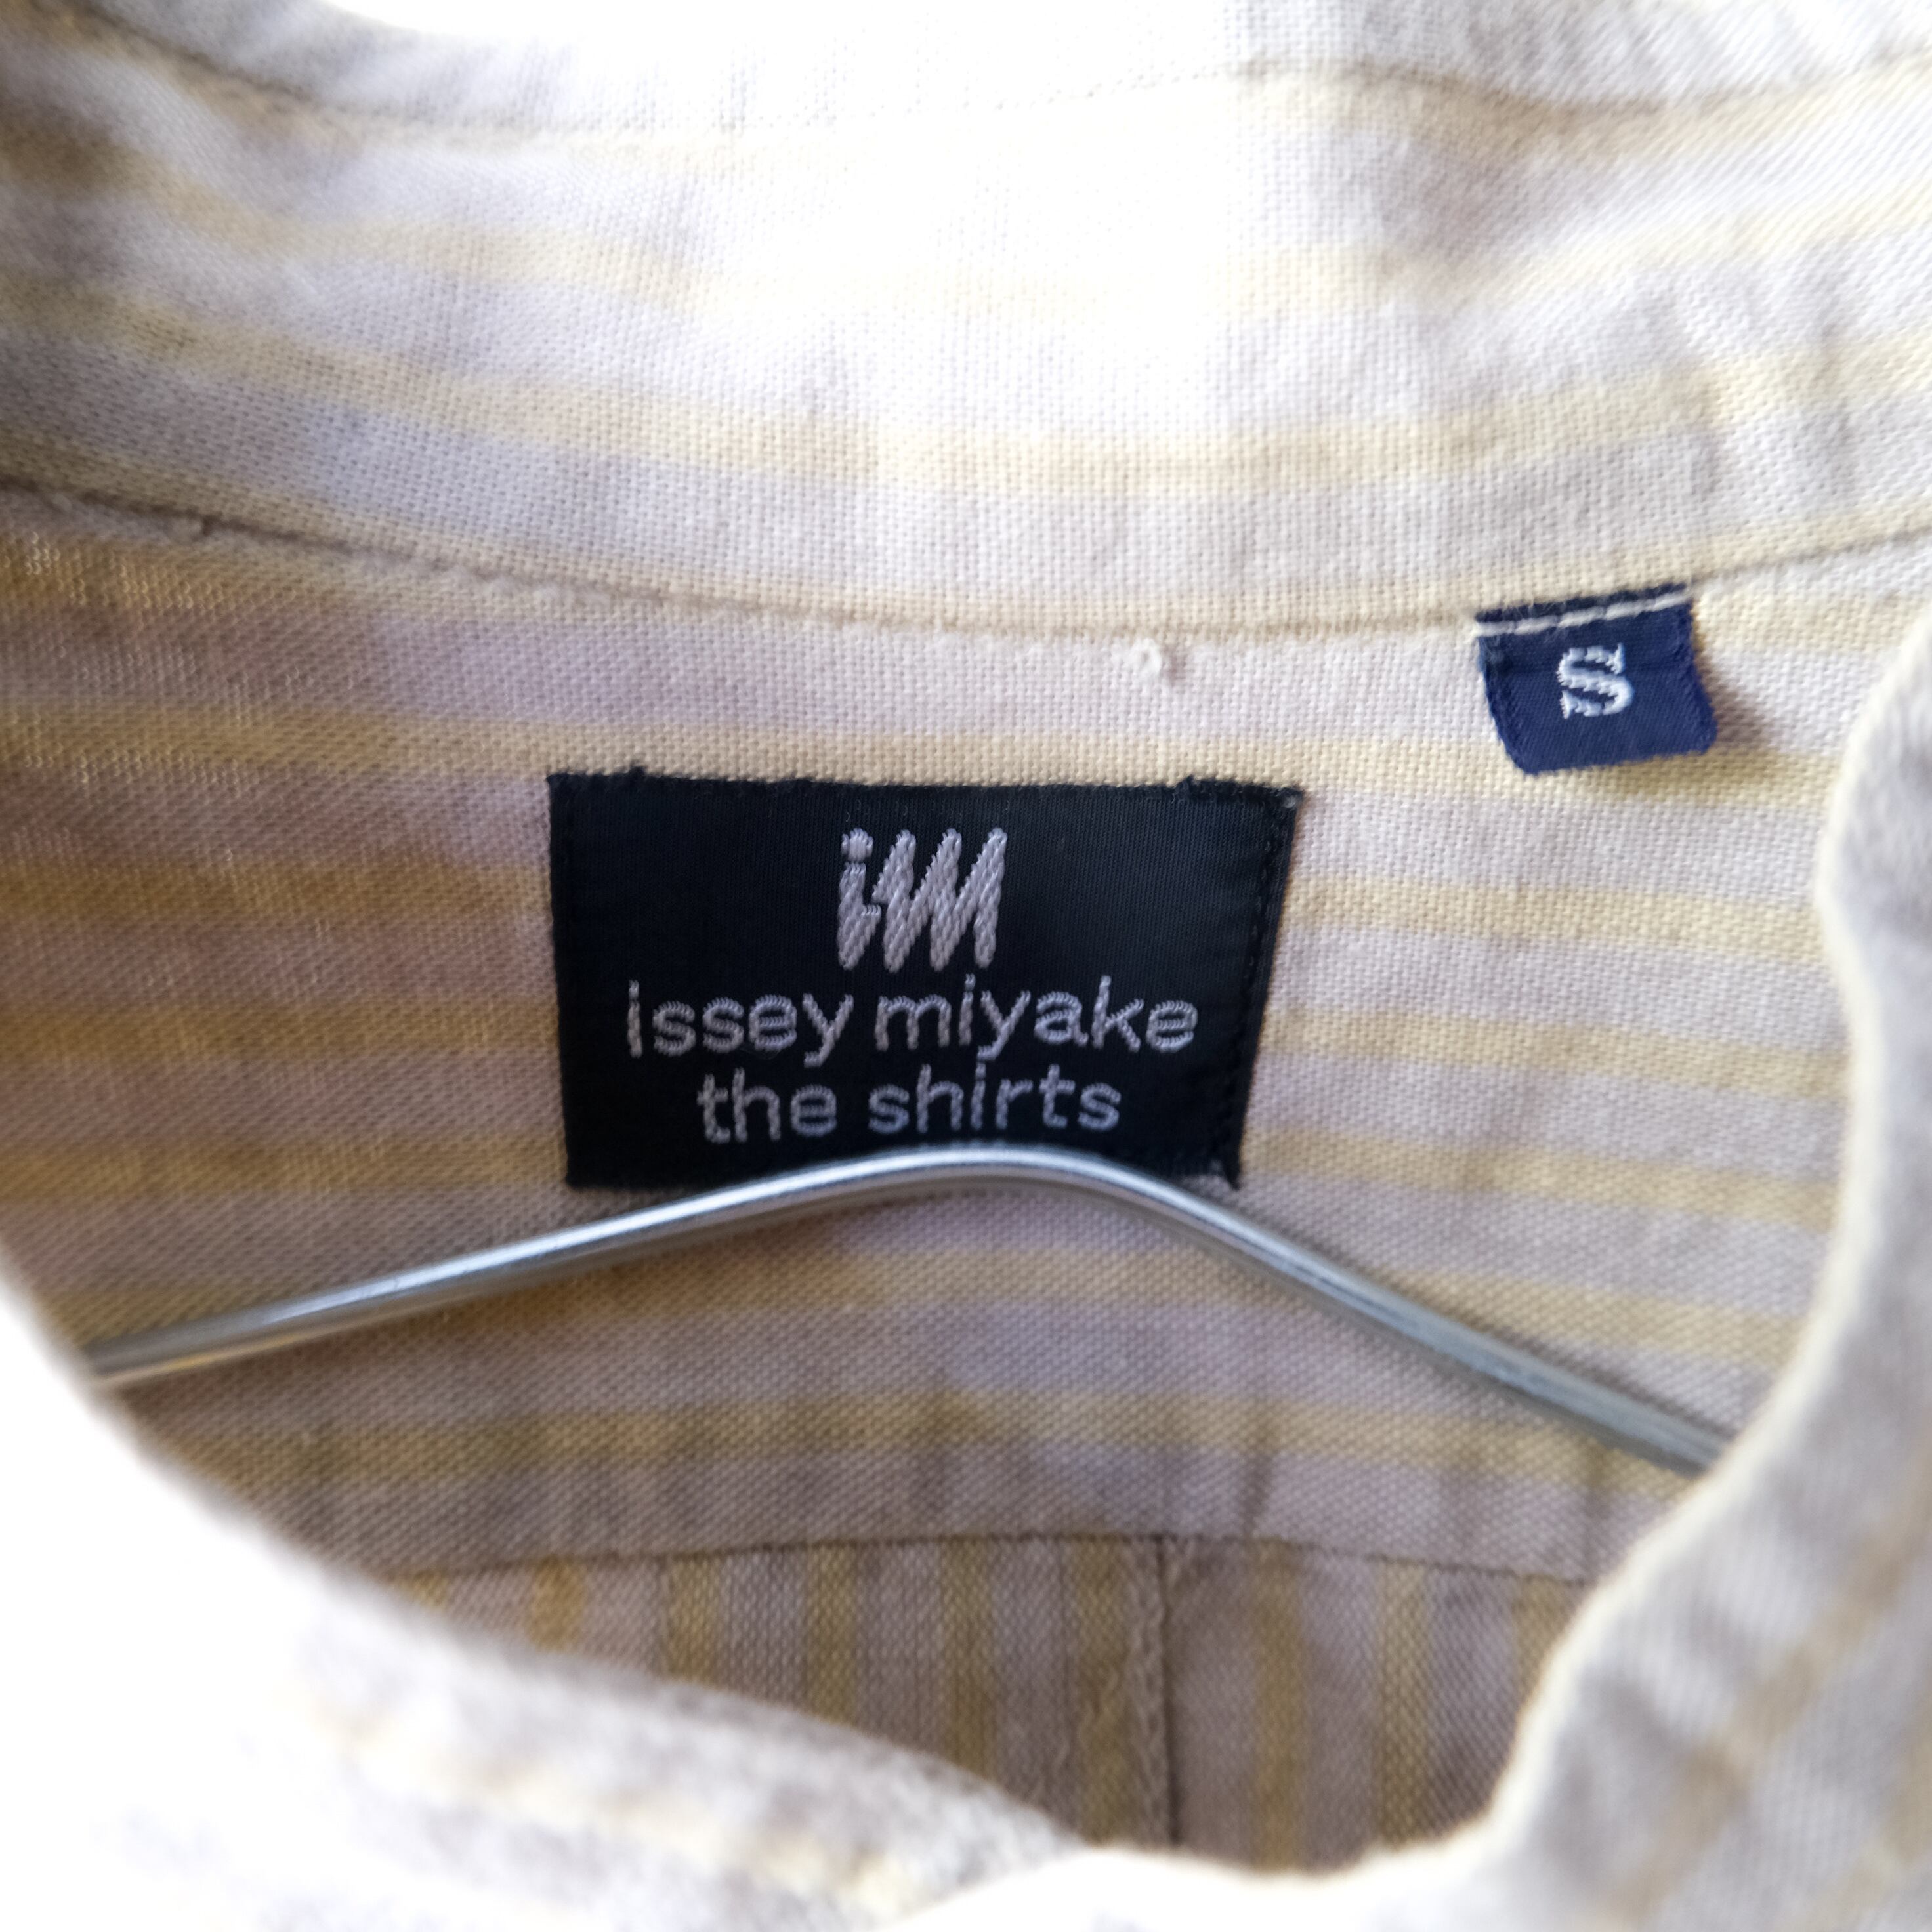 S
im
issey miyake
the shirts